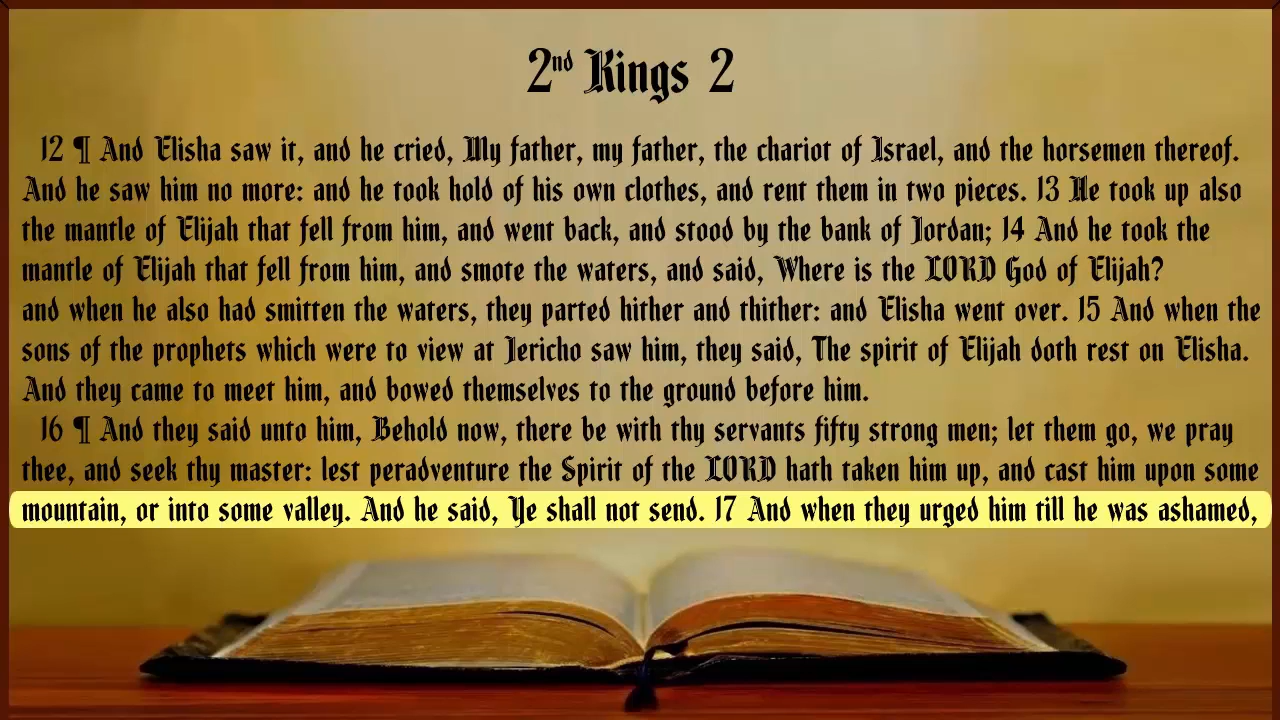 2nd Kings 2
12 ¶ And Elisha saw it, and he cried, My father, my father, the chariot of Israel, and the horsemen thereof.
And he saw him no more: and he took hold of his own clothes, and rent them in two pieces. 13 He took up also
the mantle of Elijah that fell from him, and went back, and stood by the bank of Jordan; 14 And he took the
mantle of Elijah that fell from him, and smote the waters, and said, Where is the LORD God of Elijah?
and when he also had smitten the waters, they parted hither and thither: and Elisha went over. 15 And when the
sons of the prophets which were to view at Jericho saw him, they said, The spirit of Elijah doth rest on Elisha.
And they came to meet him, and bowed themselves to the ground before him.
16 ¶ And they said unto him, Behold now, there be with thy servants fifty strong men; let them go, we pray
thee, and seek thy master: lest peradventure the Spirit of the LORD hath taken him up, and cast him upon some
mountain, or into some valley. And he said, Ye shall not send. 17 And when they urged him till he was ashamed,